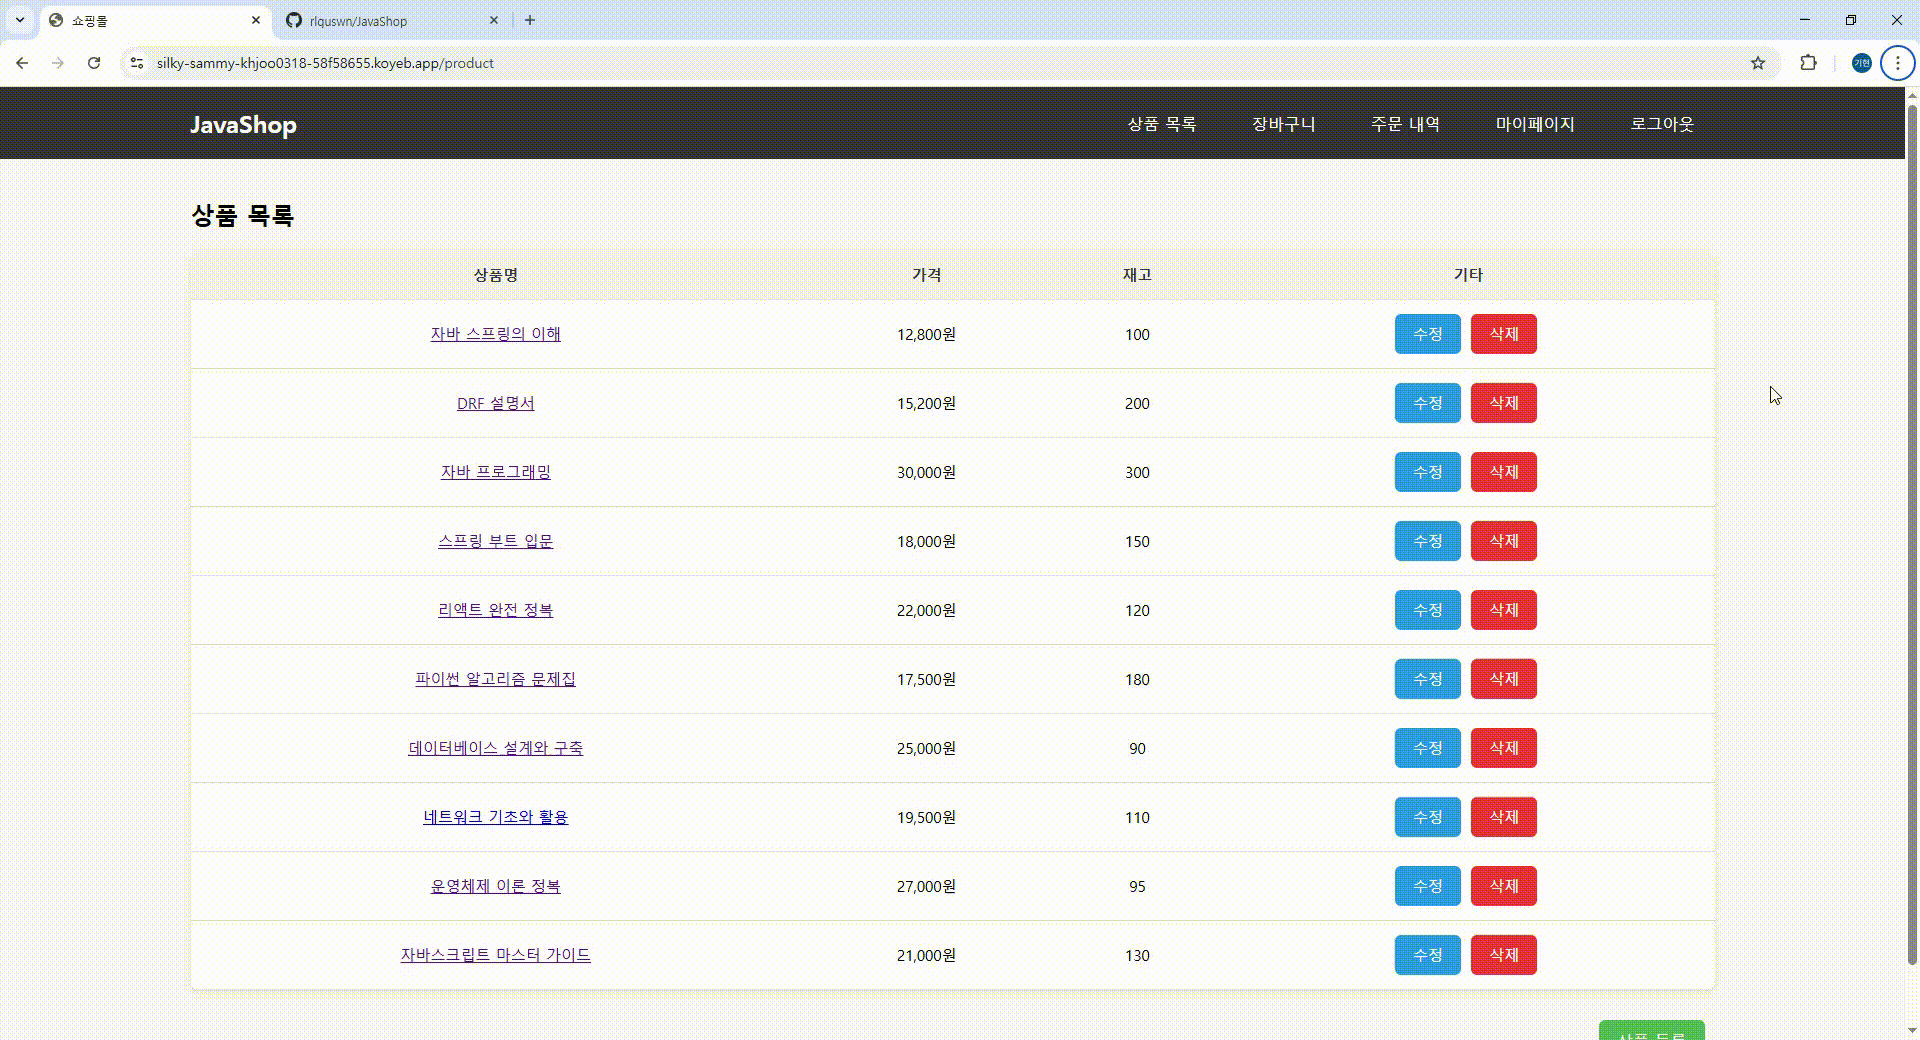 쇼핑몰
rlquswn/JavaShop
silky-sammy-khjoo0318-58f58655.koyeb.app/product
기현
JavaShop 상품 목록 장바구니 주문 내역 마이페이지 로그아웃
상품 목록
상품명 가격 재고 기타
자바 스프링의 이해 12,800원 100 수정 삭제
DRF 설명서 15,200원 200 수정 삭제
자바 프로그래밍 30,000원 300 수정 삭제
스프링 부트 입문 18,000원 150 수정 삭제
리액트 완전 정복 22,000원 120 수정 삭제
파이썬 알고리즘 문제집 17,500원 180 수정 삭제
데이터베이스 설계와 구축 25,000원 90 수정 삭제
네트워크 기초와 활용 19,500원 110 수정 삭제
운영체제 이론 정복 27,000원 95 수정 삭제
자바스크립트 마스터 가이드 21,000원 130 수정 삭제
상품 등록